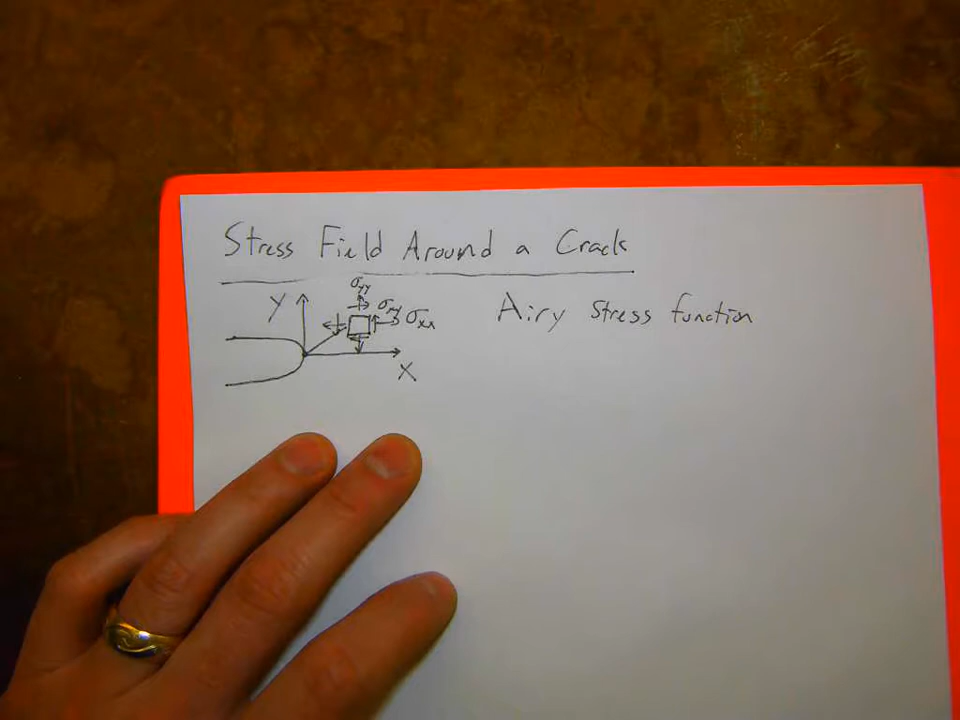 Stress Field Around a Crack
Airy stress function
σyy
Y
σxy
σxx
X